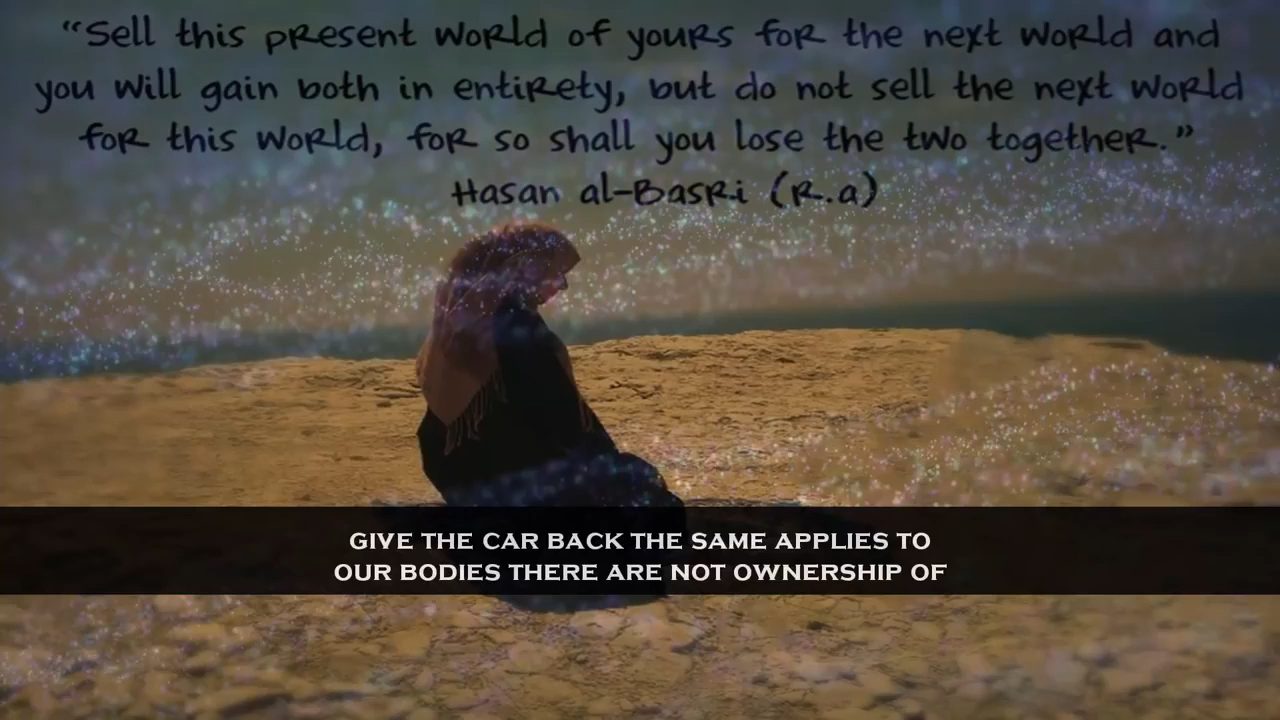 “Sell this present world of yours for the next world and
you will gain both in entirety, but do not sell the next world
for this world, for so shall you lose the two together.”
Hasan al-Basri (R.a)
GIVE THE CAR BACK THE SAME APPLIES TO
OUR BODIES THERE ARE NOT OWNERSHIP OF